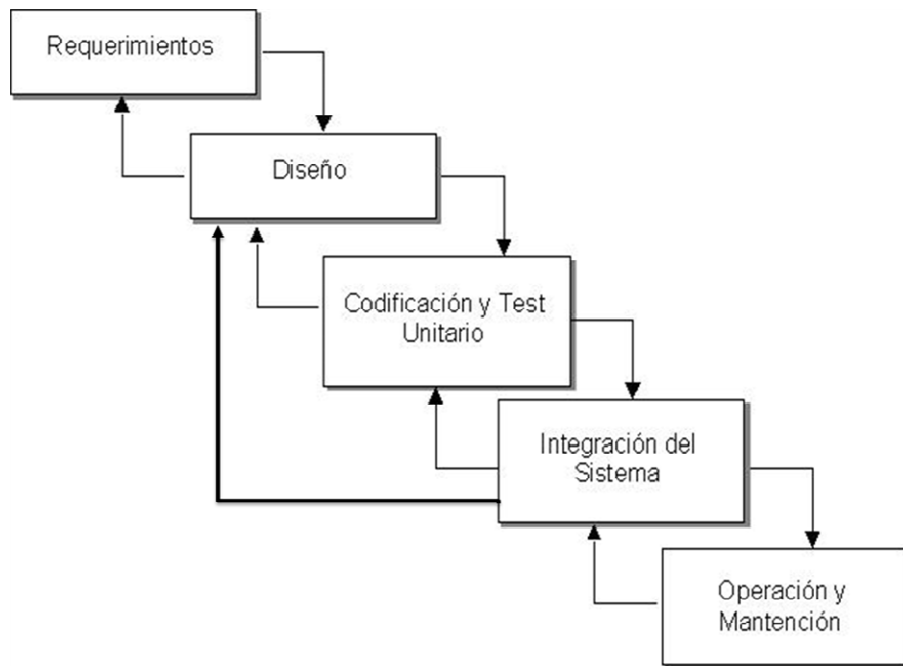 Requerimientos
Diseño
Codificación y Test
Unitario
Integración del
Sistema
Operación y
Mantención